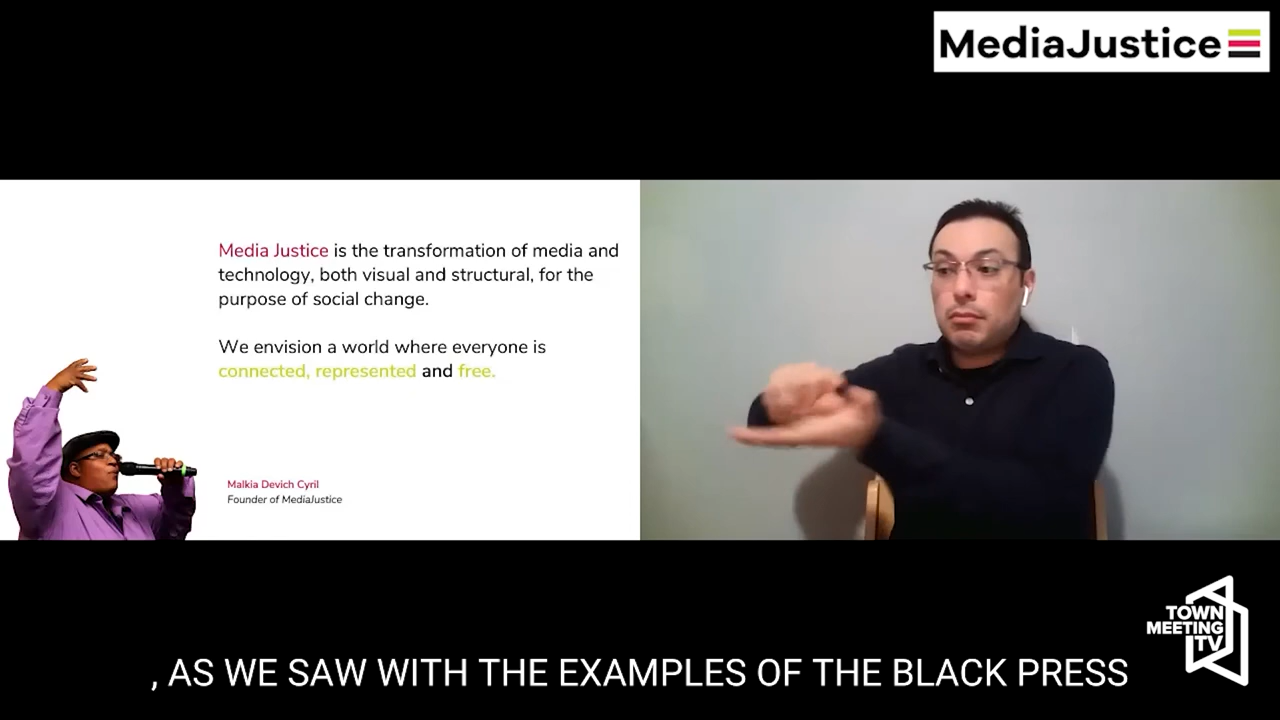 MediaJustice
Media Justice is the transformation of media and
technology, both visual and structural, for the
purpose of social change.
We envision a world where everyone is
connected, represented and free.
Malkia Devich Cyril
Founder of MediaJustice
TOWN
MEETING
TV
, AS WE SAW WITH THE EXAMPLES OF THE BLACK PRESS